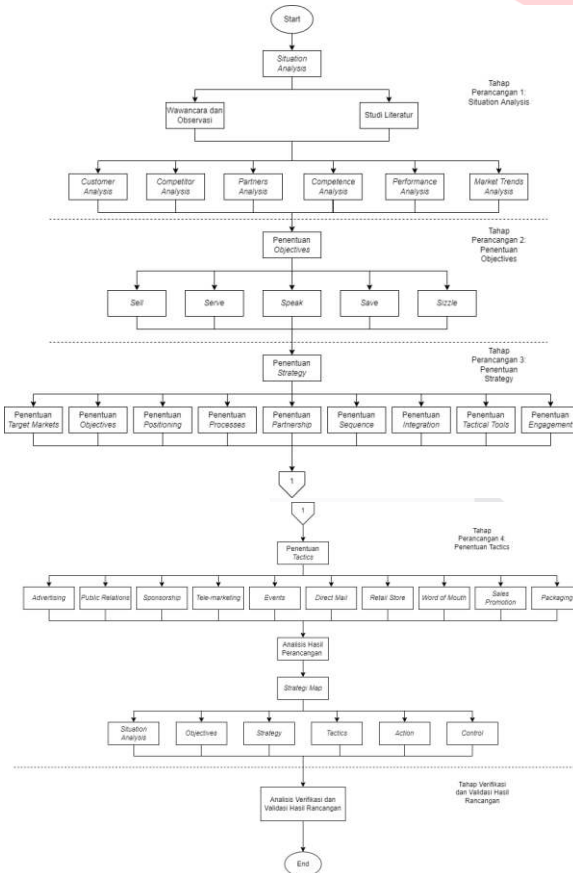 Start
Situation
Analysis
Tahap
Perancangan 1:
Situation Analysis
Wawancara dan
Observasi
Studi Literatur
Customer
Analysis
Competitor
Analysis
Partners
Analysis
Competence
Analysis
Performance
Analysis
Market Trends
Analysis
Tahap
Perancangan 2:
Penentuan
Objectives
Penentuan
Objectives
Sell
Serve
Speak
Save
Sizzle
Tahap
Perancangan 3:
Penentuan
Strategy
Penentuan
Strategy
Penentuan
Target Markets
Penentuan
Objectives
Penentuan
Positioning
Penentuan
Processes
Penentuan
Partnership
Penentuan
Sequence
Penentuan
Integration
Penentuan
Tactical Tools
Penentuan
Engagement
1
1
Tahap
Perancangan 4:
Penentuan Tactics
Penentuan
Tactics
Advertising
Public Relations
Sponsorship
Tele-marketing
Events
Direct Mail
Retail Store
Word of Mouth
Sales
Promotion
Packaging
Analisis Hasil
Perancangan
Strategi Map
Situation
Analysis
Objectives
Strategy
Tactics
Action
Control
Tahap Verifikasi
dan Validasi Hasil
Rancangan
Analisis Verifikasi dan
Validasi Hasil Rancangan
End